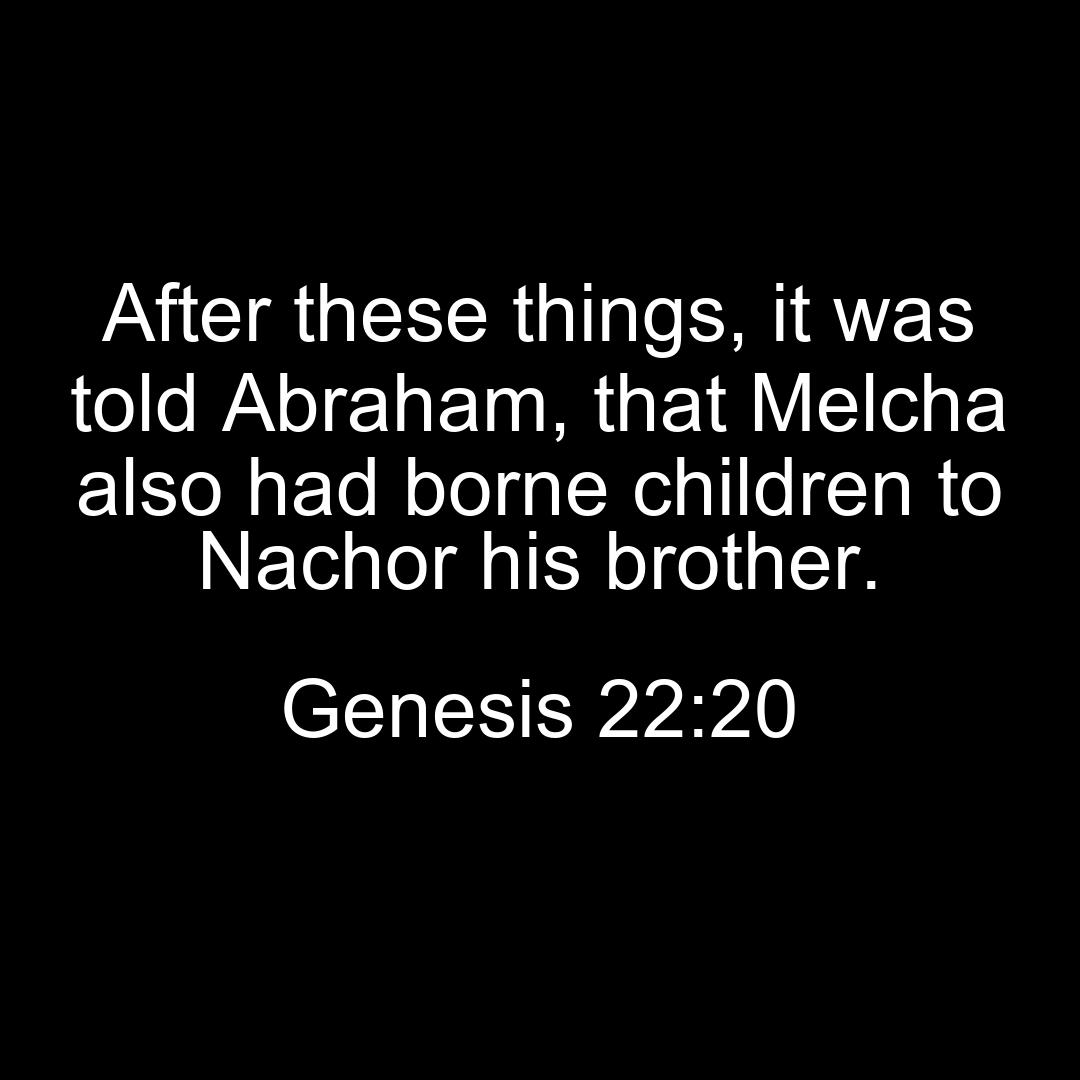 After these things, it was
told Abraham, that Melcha
also had borne children to
Nachor his brother.
Genesis 22:20